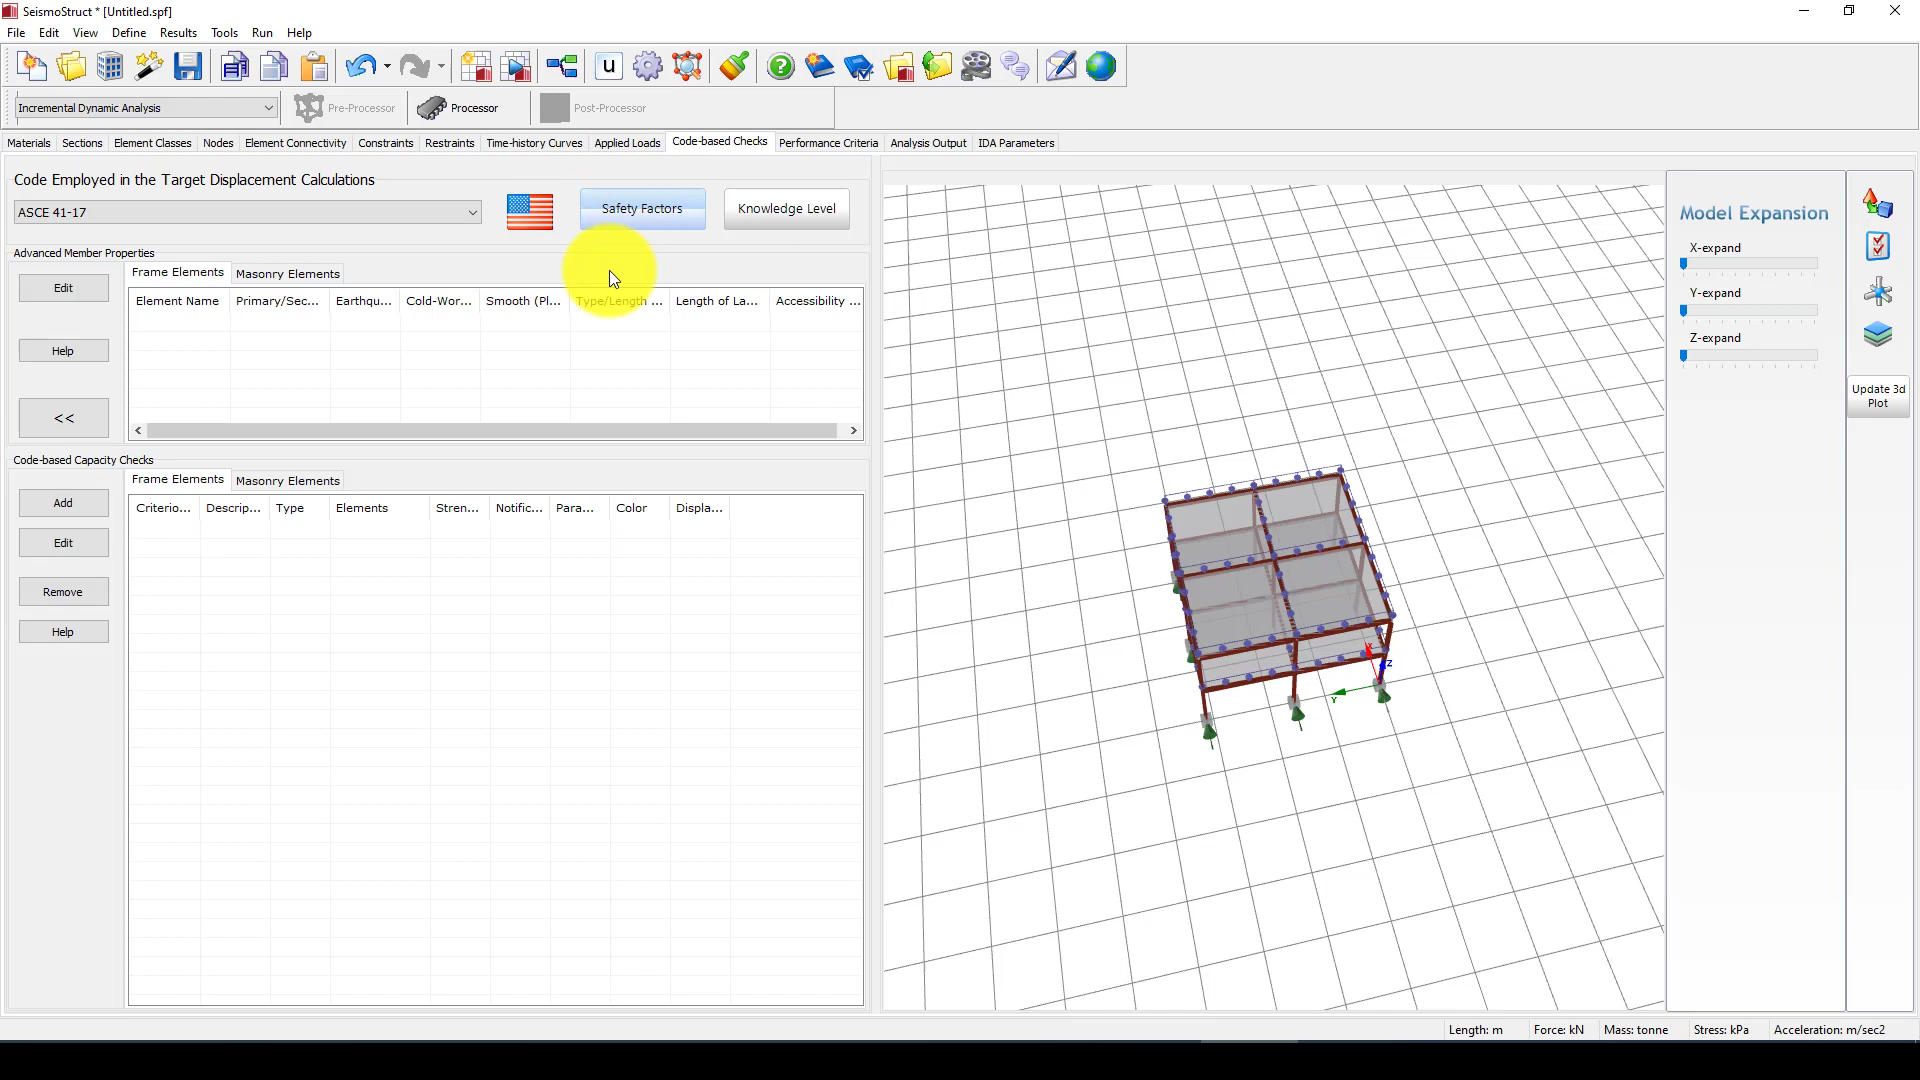 SeismoStruct * [Untitled.spf]
File Edit View Define Results Tools Run Help
u
Incremental Dynamic Analysis Pre-Processor Processor Post-Processor
Materials Sections Element Classes Nodes Element Connectivity Constraints Restraints Time-history Curves Applied Loads Code-based Checks Performance Criteria Analysis Output IDA Parameters
Code Employed in the Target Displacement Calculations
ASCE 41-17 Safety Factors Knowledge Level
Advanced Member Properties
Frame Elements Masonry Elements
Edit
Element Name Primary/Sec... Earthqu... Cold-Wor... Smooth (Pl... Type/Length ... Length of La... Accessibility ...
Help
<<
Code-based Capacity Checks
Frame Elements Masonry Elements
Add
Criterio... Descrip... Type Elements Stren... Notific... Para... Color Displa...
Edit
Remove
Help
Model Expansion
X-expand
Y-expand
Z-expand
Update 3d
Plot
X
Z
Y
Length: m Force: kN Mass: tonne Stress: kPa Acceleration: m/sec2